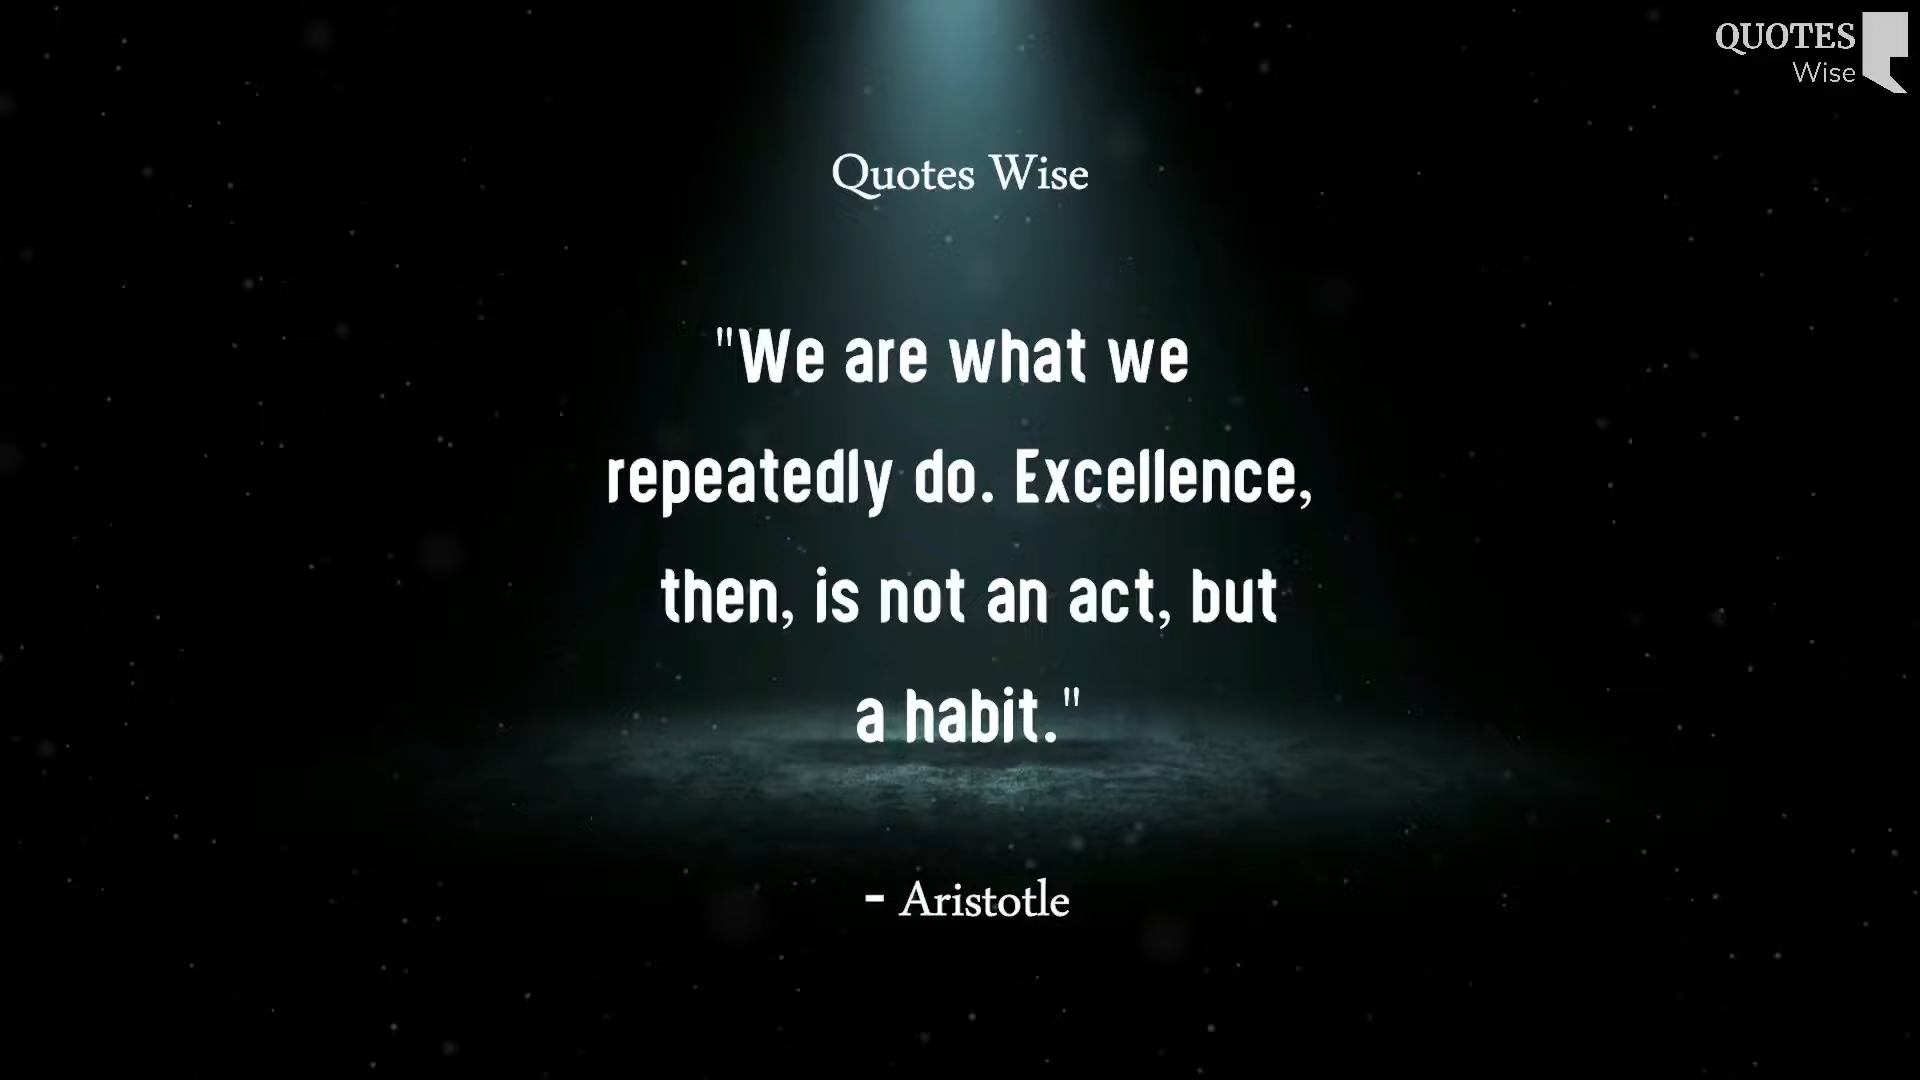 QUOTES
Wise
Quotes Wise
"We are what we
repeatedly do. Excellence,
then, is not an act, but
a habit."
- Aristotle